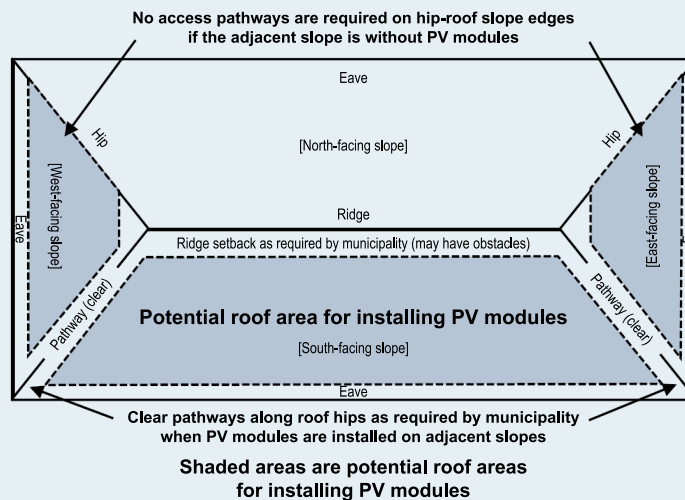 No access pathways are required on hip-roof slope edges
if the adjacent slope is without PV modules
Eave
Hip
Hip
[North-facing slope]
[West-facing slope]
[East-facing slope]
Eave
Ridge
Ridge setback as required by municipality (may have obstacles)
Pathway (clear)
Pathway (clear)
Potential roof area for installing PV modules
[South-facing slope]
Eave
Clear pathways along roof hips as required by municipality
when PV modules are installed on adjacent slopes
Shaded areas are potential roof areas
for installing PV modules